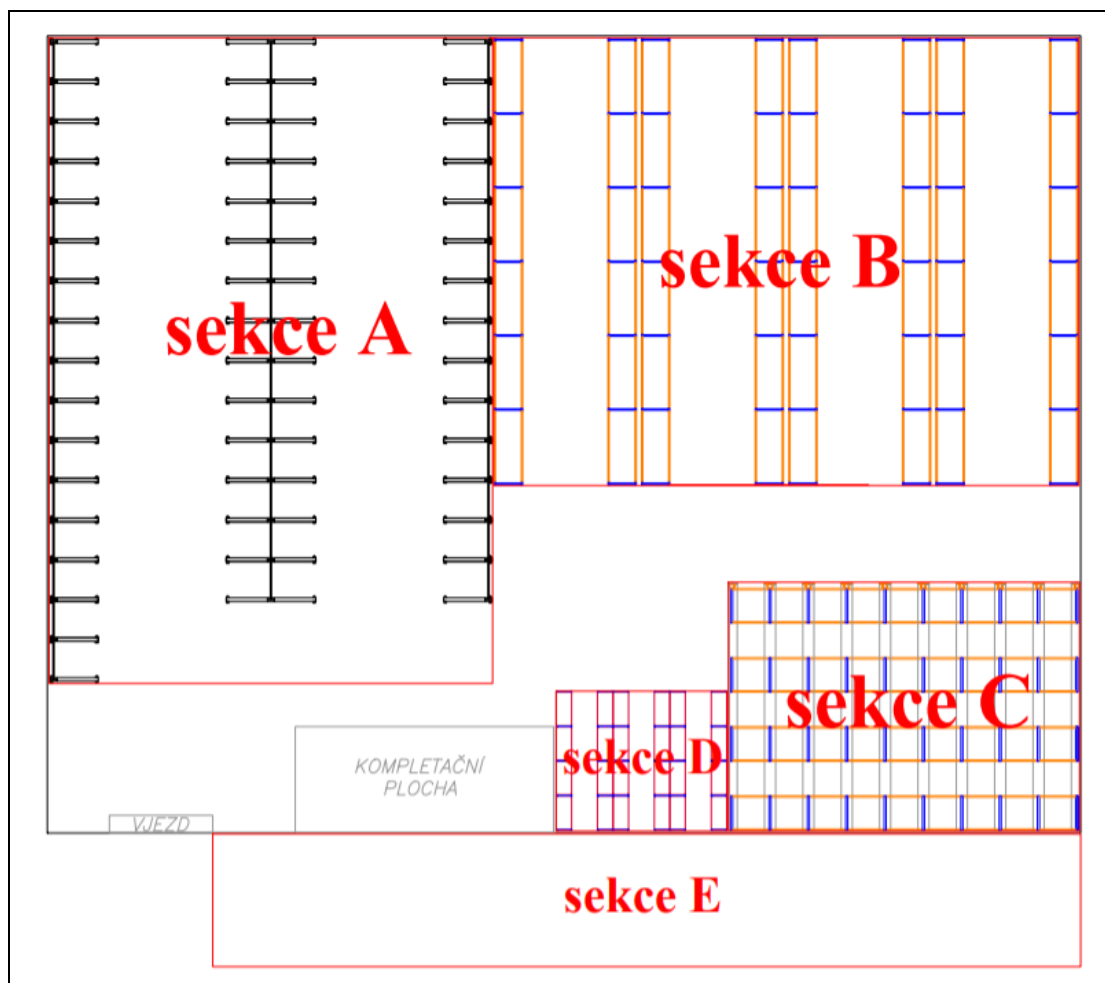 sekce A
sekce B
sekce C
sekce D
KOMPLETAČNÍ
PLOCHA
VJEZD
sekce E